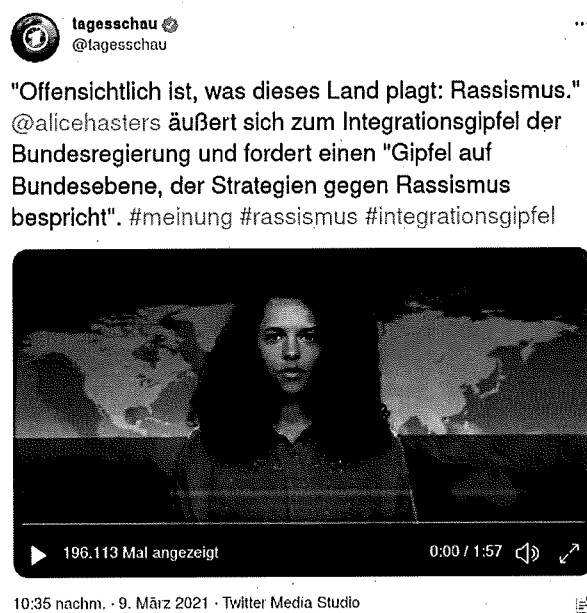 tagesschau
@tagesschau
"Offensichtlich ist, was dieses Land plagt: Rassismus."
@alicehasters äußert sich zum Integrationsgipfel der
Bundesregierung und fordert einen "Gipfel auf
Bundesebene, der Strategien gegen Rassismus
bespricht". #meinung #rassismus #integrationsgipfel
196.113 Mal angezeigt
0:00 / 1:57
10:35 nachm. · 9. März 2021 · Twitter Media Studio